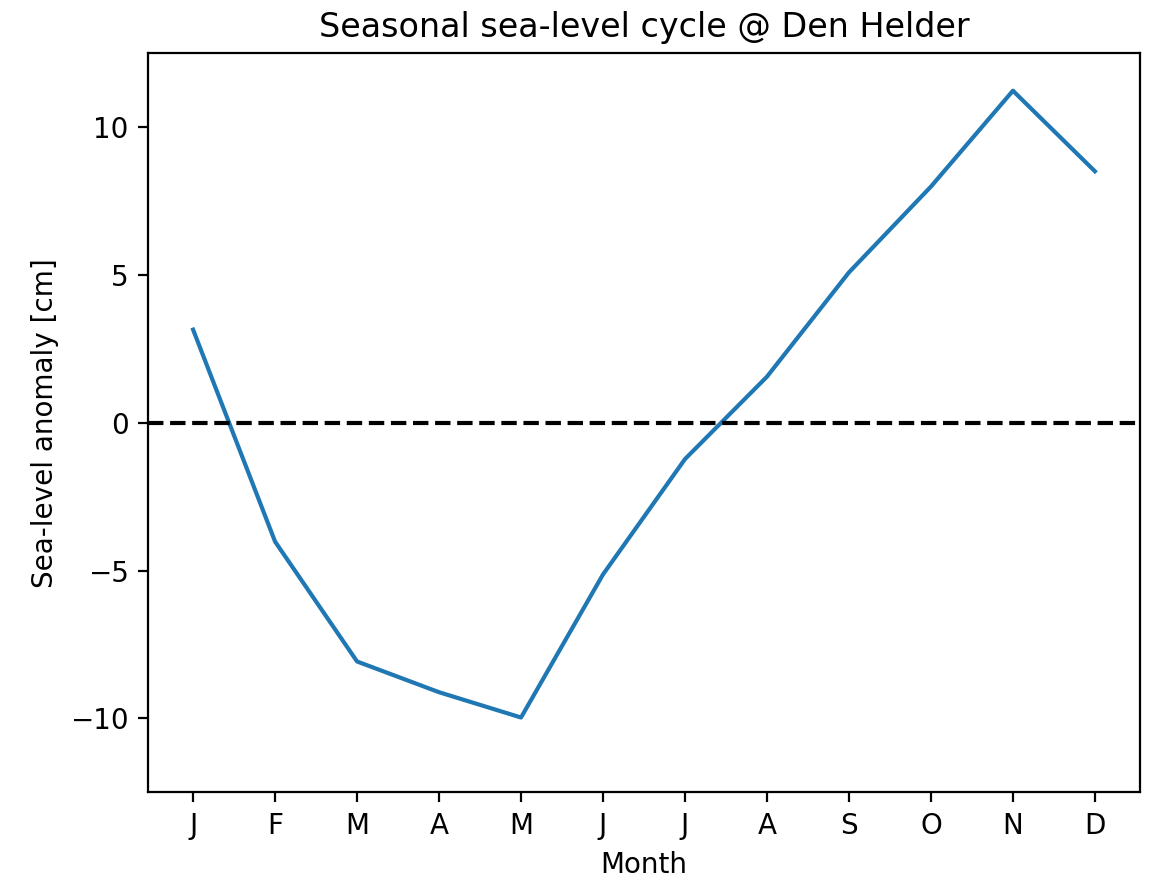 Seasonal sea-level cycle @ Den Helder
Sea-level anomaly [cm]
10
5
0
−5
−10
J F M A M J J A S O N D
Month